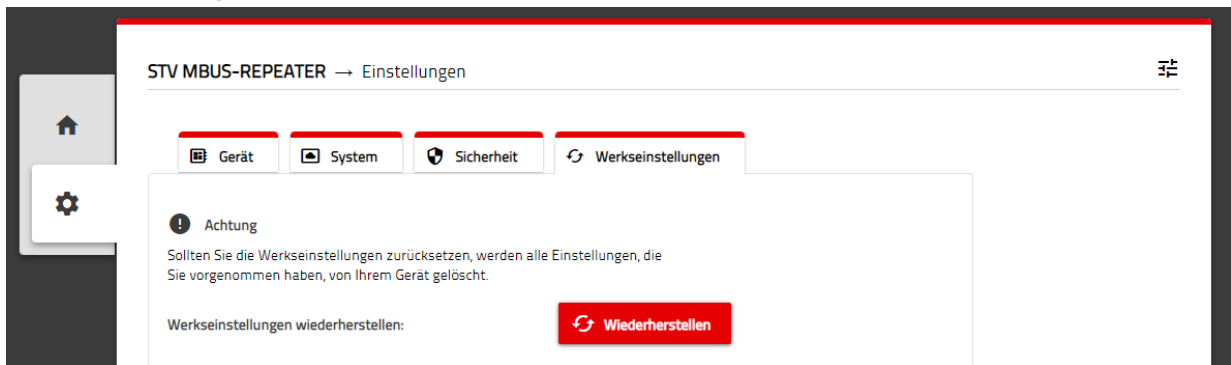 STV MBUS-REPEATER → Einstellungen
Gerät
System
Sicherheit
Werkseinstellungen
Achtung
Sollten Sie die Werkseinstellungen zurücksetzen, werden alle Einstellungen, die
Sie vorgenommen haben, von Ihrem Gerät gelöscht.
Werkseinstellungen wiederherstellen:
Wiederherstellen